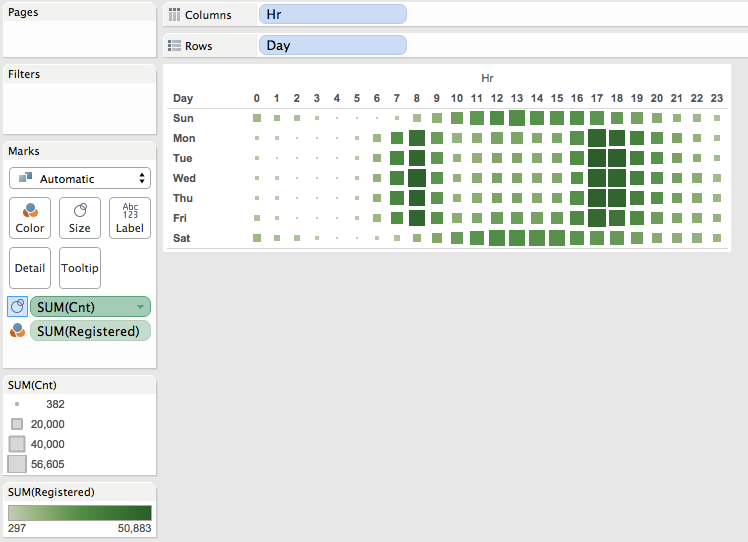 Pages
Columns
Hr
Rows
Day
Filters
Marks
Automatic
Color
Size
Abc
123
Label
Detail
Tooltip
SUM(Cnt)
SUM(Registered)
SUM(Cnt)
382
20,000
40,000
56,605
SUM(Registered)
297 50,883
Hr
Day 0 1 2 3 4 5 6 7 8 9 10 11 12 13 14 15 16 17 18 19 20 21 22 23
Sun
Mon
Tue
Wed
Thu
Fri
Sat